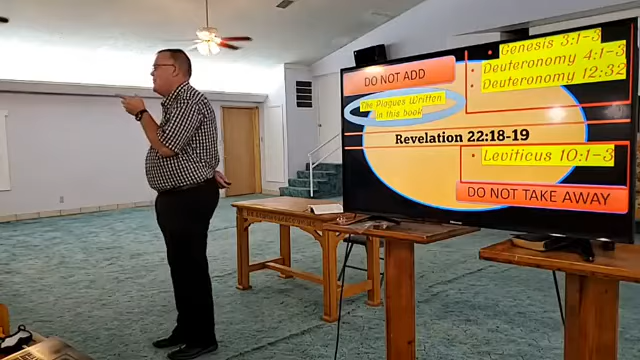 DO NOT ADD
Genesis 3:1-3
Deuteronomy 4:1-3
Deuteronomy 12:32
The Plagues Written
in this book
Revelation 22:18-19
Leviticus 10:1-3
DO NOT TAKE AWAY